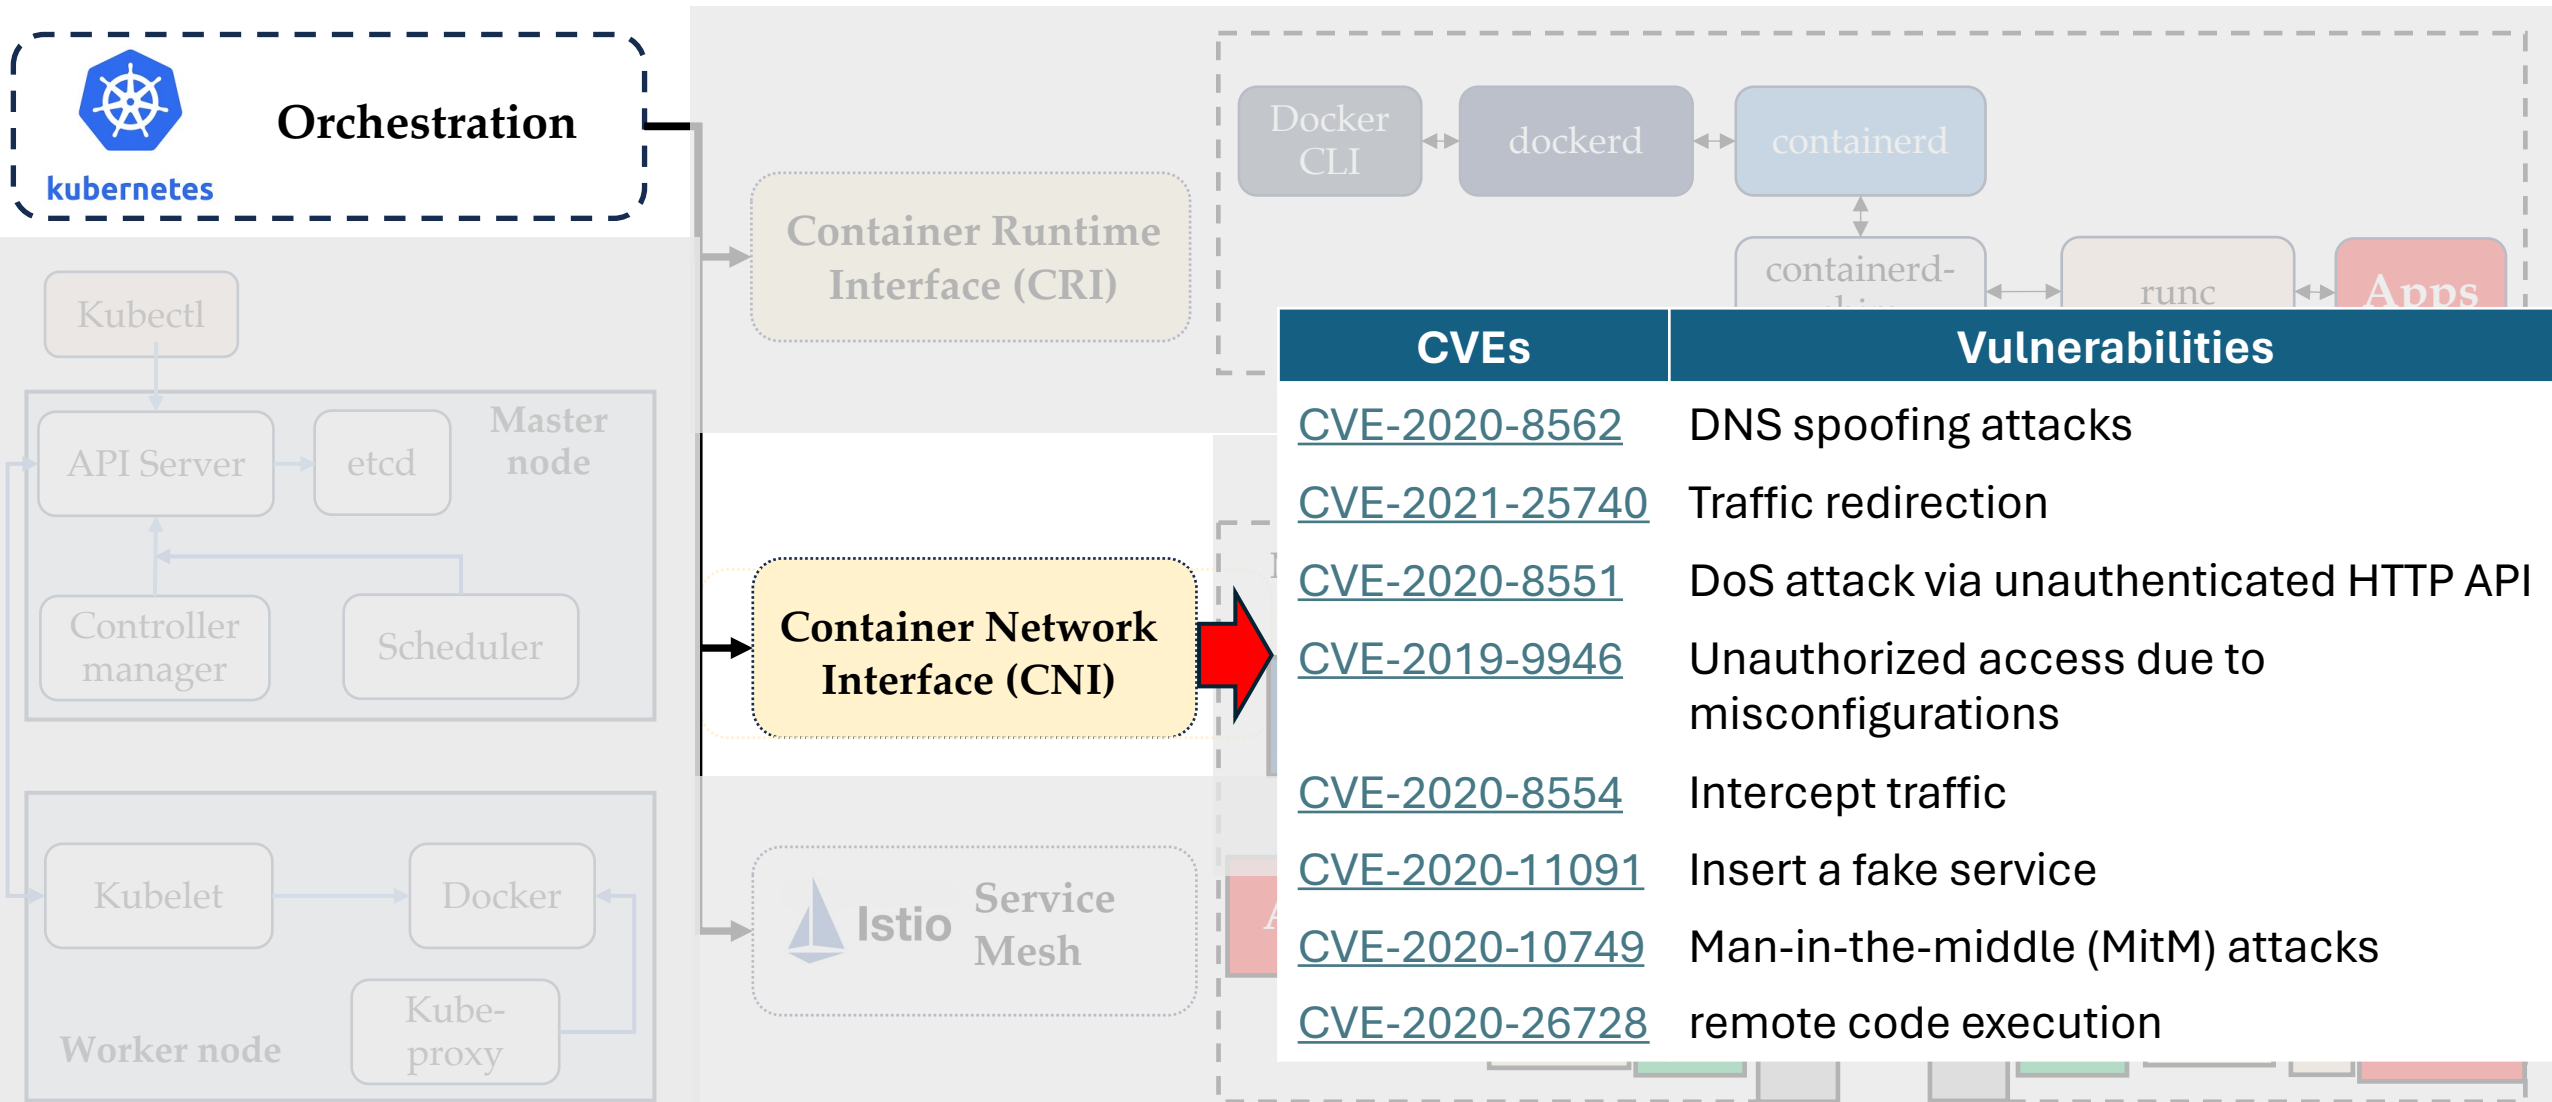 kubernetes
Orchestration
Kubectl
Master
node
API Server
etcd
Controller
manager
Scheduler
Kubelet
Docker
Kube-
proxy
Worker node
Container Runtime
Interface (CRI)
Container Network
Interface (CNI)
Istio
Service
Mesh
Docker
CLI
dockerd
containerd
containerd-
runc
Apps
CVEs
Vulnerabilities
CVE-2020-8562
DNS spoofing attacks
CVE-2021-25740
Traffic redirection
CVE-2020-8551
DoS attack via unauthenticated HTTP API
CVE-2019-9946
Unauthorized access due to
misconfigurations
CVE-2020-8554
Intercept traffic
CVE-2020-11091
Insert a fake service
CVE-2020-10749
Man-in-the-middle (MitM) attacks
CVE-2020-26728
remote code execution